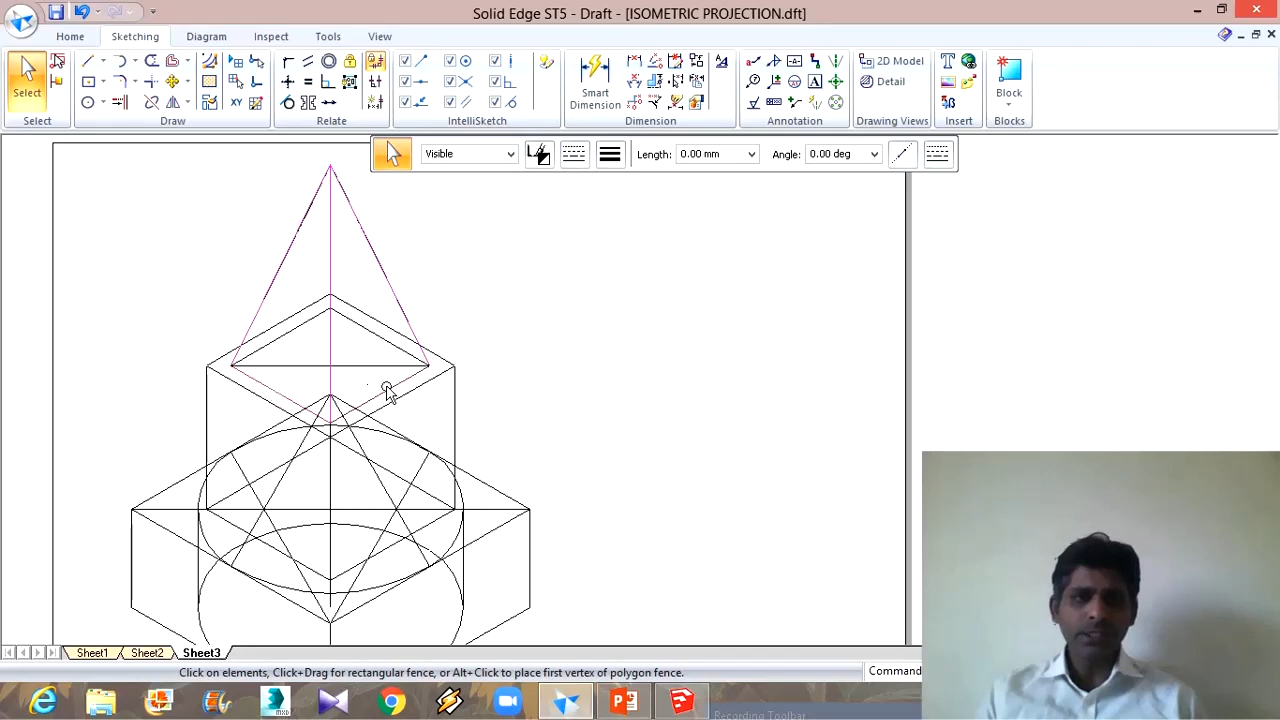 Solid Edge ST5 - Draft - [ISOMETRIC PROJECTION.dft]
Home Sketching Diagram Inspect Tools View
Select
Smart Dimension
2D Model
Detail
Block
Select Draw Relate IntelliSketch Dimension Annotation Drawing Views Insert Blocks
Visible Length: 0.00 mm Angle: 0.00 deg
Sheet1 Sheet2 Sheet3
Click on elements, Click+Drag for rectangular fence, or Alt+Click to place first vertex of polygon fence. Command
Recording Toolbar